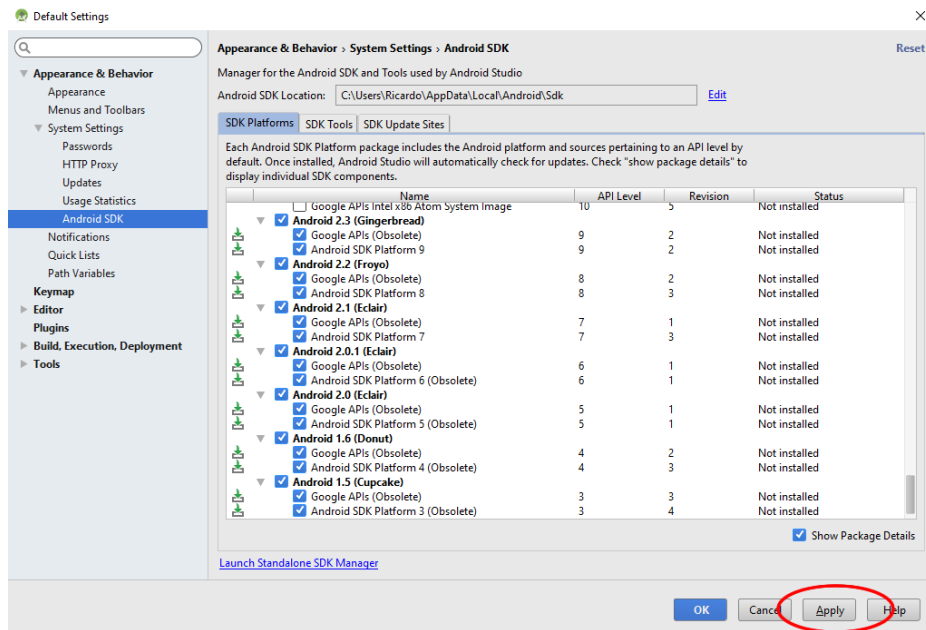 Default Settings
Appearance & Behavior › System Settings › Android SDK
Reset
Appearance & Behavior
Appearance
Menus and Toolbars
System Settings
Passwords
HTTP Proxy
Updates
Usage Statistics
Android SDK
Notifications
Quick Lists
Path Variables
Keymap
Editor
Plugins
Build, Execution, Deployment
Tools
Manager for the Android SDK and Tools used by Android Studio
Android SDK Location: C:\Users\Ricardo\AppData\Local\Android\Sdk Edit
SDK Platforms SDK Tools SDK Update Sites
Each Android SDK Platform package includes the Android platform and sources pertaining to an API level by
default. Once installed, Android Studio will automatically check for updates. Check "show package details" to
display individual SDK components.
Name API Level Revision Status
Google APIs Intel x86 Atom System Image 10 5 Not installed
Android 2.3 (Gingerbread)
Google APIs (Obsolete) 9 2 Not installed
Android SDK Platform 9 9 2 Not installed
Android 2.2 (Froyo)
Google APIs (Obsolete) 8 2 Not installed
Android SDK Platform 8 8 3 Not installed
Android 2.1 (Eclair)
Google APIs (Obsolete) 7 1 Not installed
Android SDK Platform 7 7 3 Not installed
Android 2.0.1 (Eclair)
Google APIs (Obsolete) 6 1 Not installed
Android SDK Platform 6 (Obsolete) 6 1 Not installed
Android 2.0 (Eclair)
Google APIs (Obsolete) 5 1 Not installed
Android SDK Platform 5 (Obsolete) 5 1 Not installed
Android 1.6 (Donut)
Google APIs (Obsolete) 4 2 Not installed
Android SDK Platform 4 (Obsolete) 4 3 Not installed
Android 1.5 (Cupcake)
Google APIs (Obsolete) 3 3 Not installed
Android SDK Platform 3 (Obsolete) 3 4 Not installed
Show Package Details
Launch Standalone SDK Manager
OK Cancel Apply Help